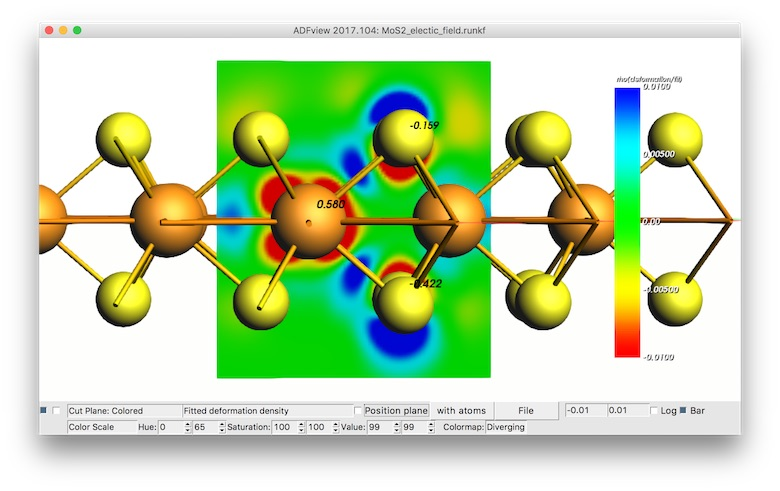 ADFview 2017.104: MoS2_electic_field.runkf
rho(deformation/fit)
0.0100
-0.159
0.00500
0.580
0.00
-0.422
-0.00500
-0.0100
Cut Plane: Colored Fitted deformation density Position plane with atoms File -0.01 0.01 Log Bar
Color Scale Hue: 0 65 Saturation: 100 100 Value: 99 99 Colormap: Diverging